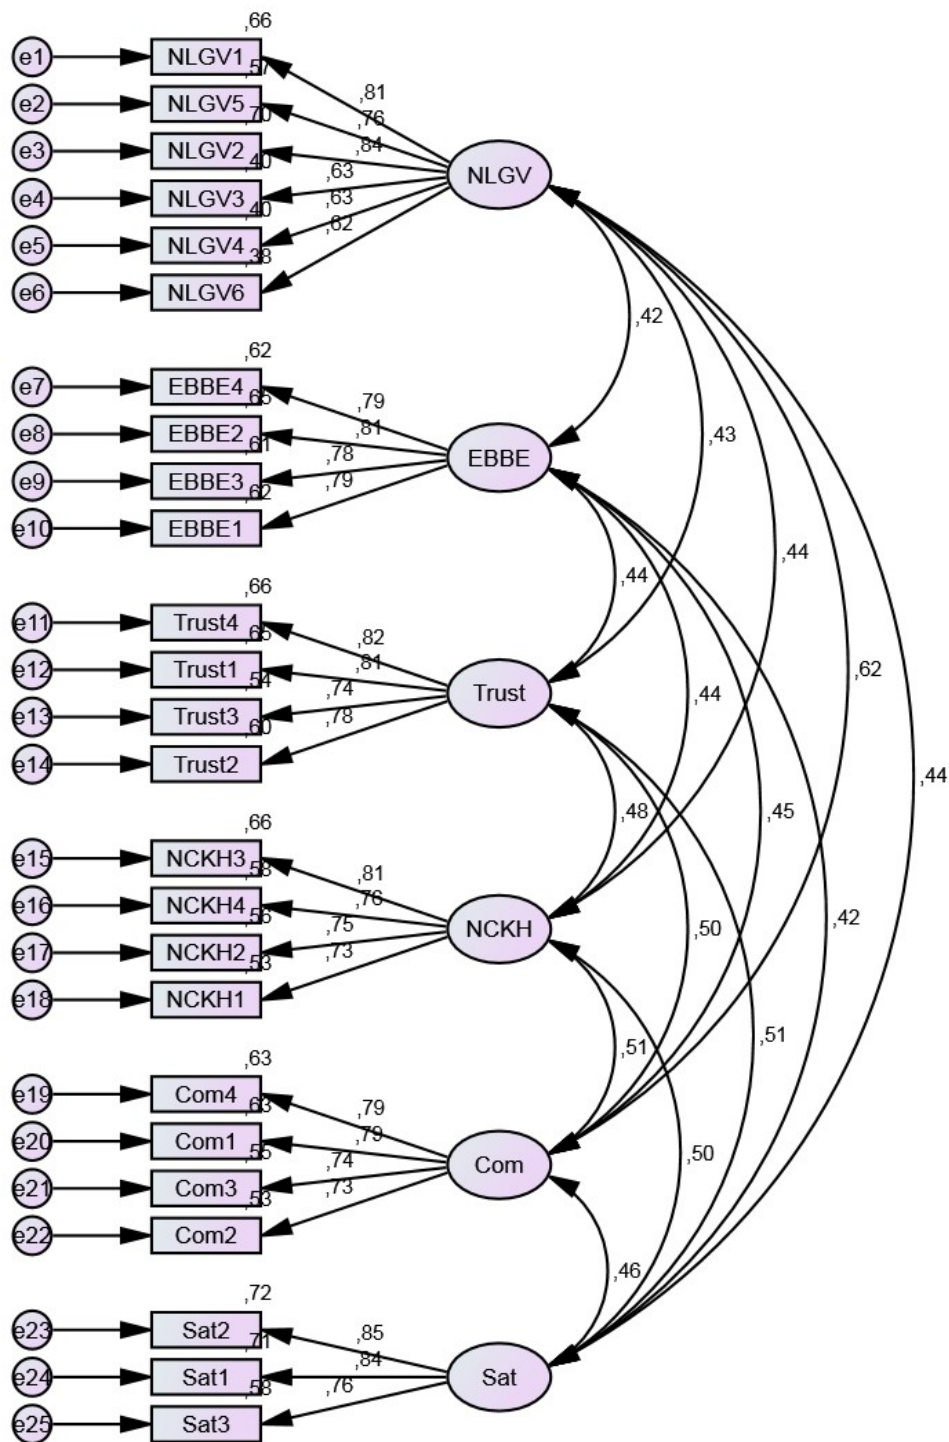 ,66
e1 NLGV1
,57
,81
e2 NLGV5
,76
,70
,84
e3 NLGV2
,40
,63
NLGV
e4 NLGV3
,63
,40
,62
e5 NLGV4
,38
e6 NLGV6
,42
,62
e7 EBBE4
,65
,79
e8 EBBE2
,81
,43
,61
,78
EBBE
e9 EBBE3
,79
,62
e10 EBBE1
,44
,44
,66
e11 Trust4
,65
,82
e12 Trust1
,81
,62
,54
,74
Trust
,44
e13 Trust3
,78
,60
e14 Trust2
,44
,48
,45
,66
e15 NCKH3
,58
,81
e16 NCKH4
,76
,56
,75
NCKH
,50
,42
e17 NCKH2
,73
,53
e18 NCKH1
,51
,51
,63
e19 Com4
,63
,79
e20 Com1
,79
,55
,74
Com
,50
e21 Com3
,73
,53
e22 Com2
,46
,72
e23 Sat2
,71
,85
e24 Sat1
,84
,58
,76
Sat
e25 Sat3